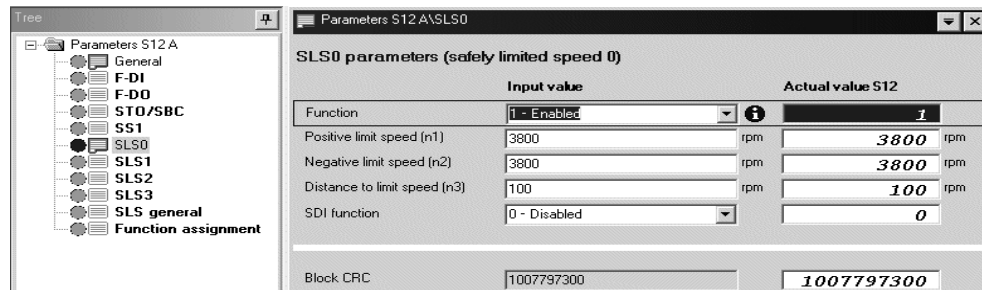 Tree
Parameters S12 A
General
F-DI
F-DO
STO/SBC
SS1
SLS0
SLS1
SLS2
SLS3
SLS general
Function assignment
Parameters S12 A\SLS0
SLS0 parameters (safely limited speed 0)
Input value Actual value S12
Function 1 - Enabled 1
Positive limit speed (n1) 3800 rpm 3800 rpm
Negative limit speed (n2) 3800 rpm 3800 rpm
Distance to limit speed (n3) 100 rpm 100 rpm
SDI function 0 - Disabled 0
Block CRC 1007797300 1007797300